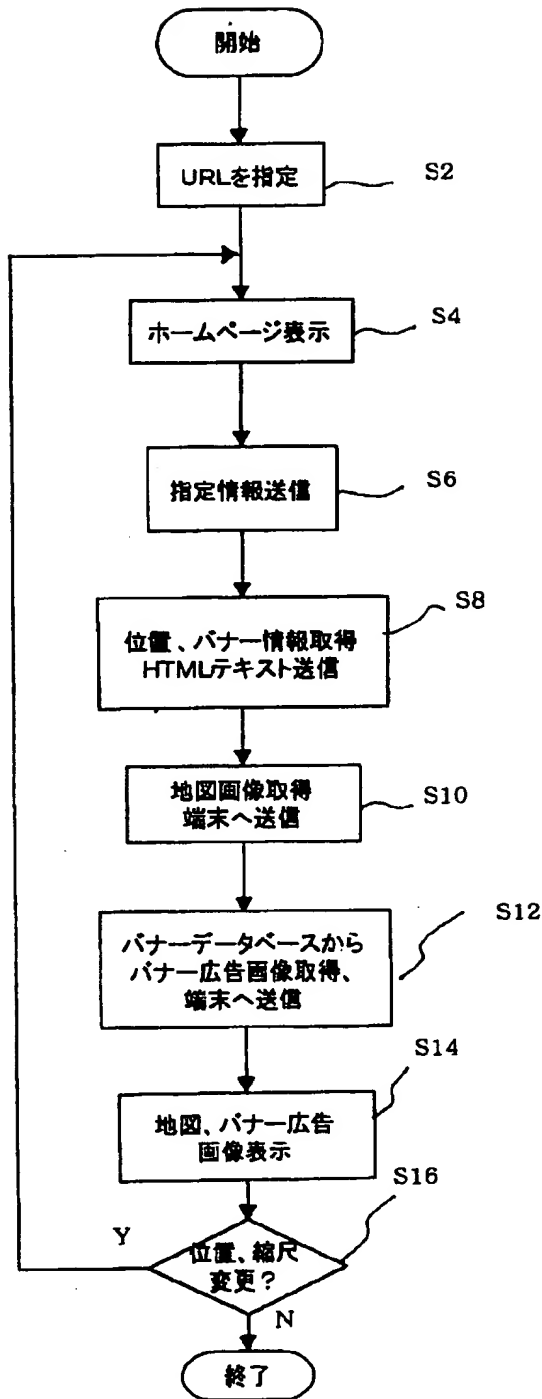 開始
URLを指定
S2
ホームページ表示
S4
指定情報送信
S6
位置、バナー情報取得
HTMLテキスト送信
S8
地図画像取得
端末へ送信
S10
バナーデータベースから
バナー広告画像取得、
端末へ送信
S12
地図、バナー広告
画像表示
S14
位置、縮尺
変更?
S16
Y
N
終了